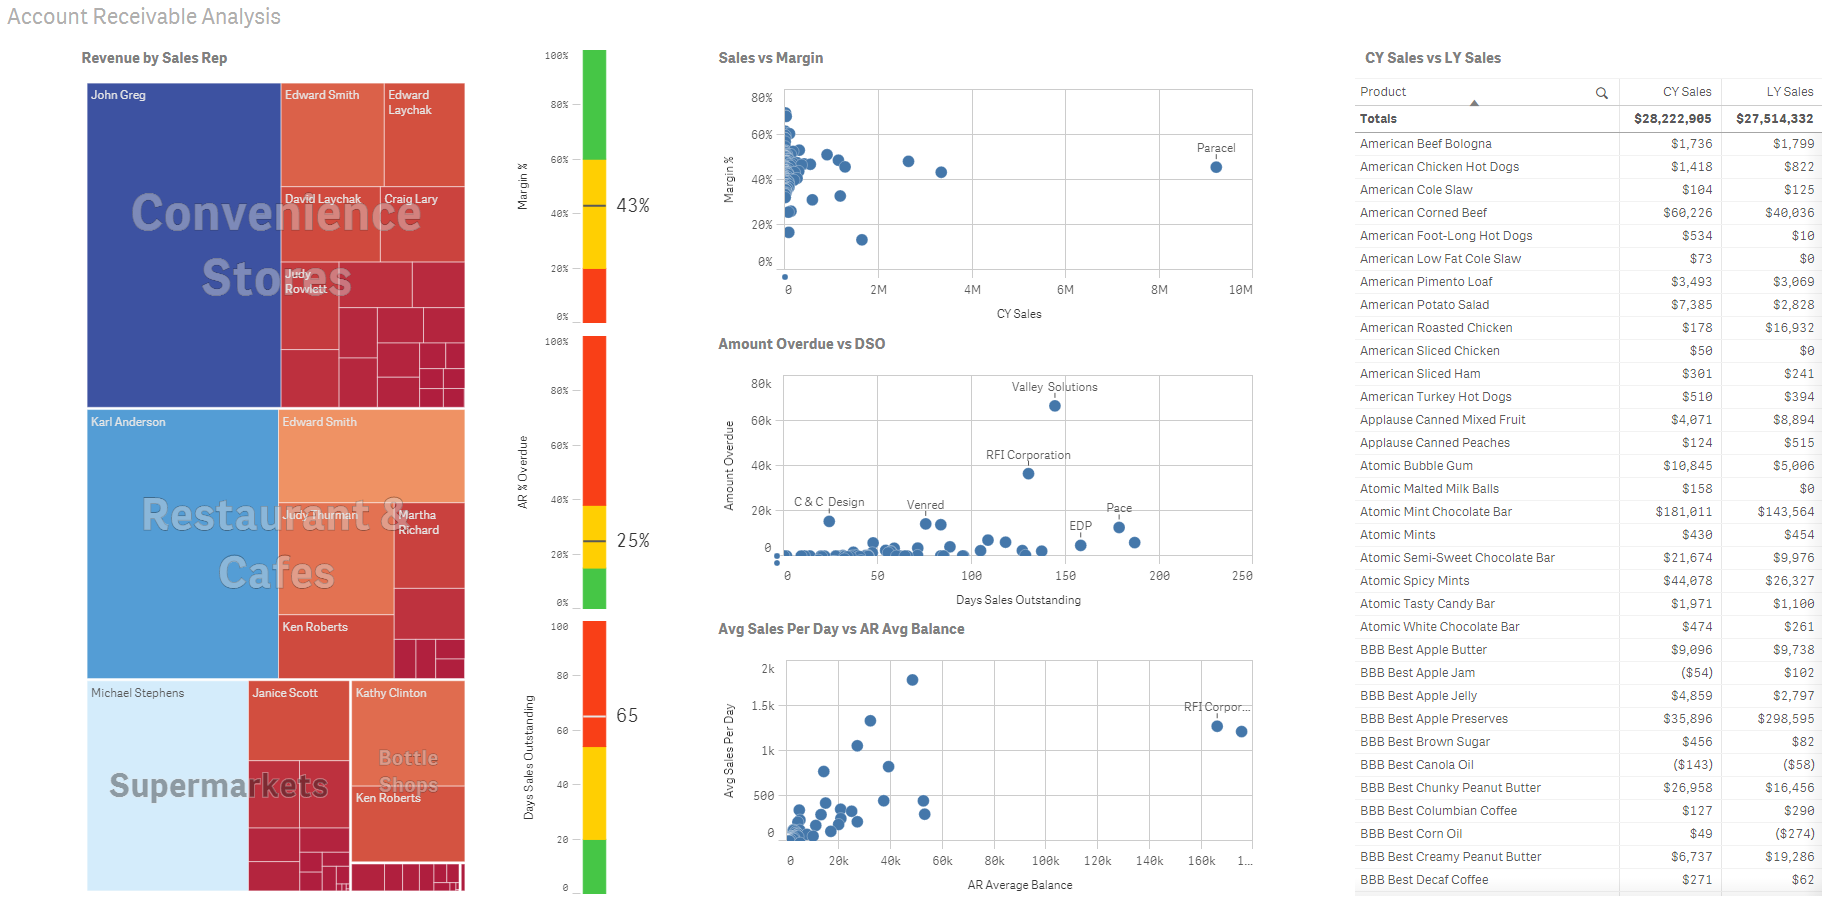 Account Receivable Analysis
Revenue by Sales Rep
John Greg
Edward Smith
Edward
Laychak
David Laychak
Craig Lary
Judy
Rowlett
Convenience
Stores
Karl Anderson
Edward Smith
Judy Thurman
Martha
Richard
Ken Roberts
Restaurant &
Cafes
Michael Stephens
Janice Scott
Supermarkets
Kathy Clinton
Bottle
Shops
Ken Roberts
Margin %
100%
80%
60%
40%
20%
0%
43%
AR % Overdue
100%
80%
60%
40%
20%
0%
25%
Days Sales Outstanding
100
80
60
40
20
0
65
Sales vs Margin
Margin %
80%
60%
40%
20%
0%
Paracel
0 2M 4M 6M 8M 10M
CY Sales
Amount Overdue vs DSO
Amount Overdue
80k
60k
40k
20k
0
Valley Solutions
RFI Corporation
C & C Design
Venred
Pace
EDP
0 50 100 150 200 250
Days Sales Outstanding
Avg Sales Per Day vs AR Avg Balance
Avg Sales Per Day
2k
1.5k
1k
500
0
RFI Corpor...
0 20k 40k 60k 80k 100k 120k 140k 160k 1...
AR Average Balance
CY Sales vs LY Sales
Product CY Sales LY Sales
Totals $28,222,905 $27,514,332
American Beef Bologna $1,736 $1,799
American Chicken Hot Dogs $1,418 $822
American Cole Slaw $104 $125
American Corned Beef $60,226 $40,036
American Foot-Long Hot Dogs $534 $10
American Low Fat Cole Slaw $73 $0
American Pimento Loaf $3,493 $3,069
American Potato Salad $7,385 $2,828
American Roasted Chicken $178 $16,932
American Sliced Chicken $50 $0
American Sliced Ham $301 $241
American Turkey Hot Dogs $510 $394
Applause Canned Mixed Fruit $4,071 $8,894
Applause Canned Peaches $124 $515
Atomic Bubble Gum $10,845 $5,006
Atomic Malted Milk Balls $158 $0
Atomic Mint Chocolate Bar $181,011 $143,564
Atomic Mints $430 $454
Atomic Semi-Sweet Chocolate Bar $21,674 $9,976
Atomic Spicy Mints $44,078 $26,327
Atomic Tasty Candy Bar $1,971 $1,100
Atomic White Chocolate Bar $474 $261
BBB Best Apple Butter $9,096 $9,738
BBB Best Apple Jam ($54) $102
BBB Best Apple Jelly $4,859 $2,797
BBB Best Apple Preserves $35,896 $298,595
BBB Best Brown Sugar $456 $82
BBB Best Canola Oil ($143) ($58)
BBB Best Chunky Peanut Butter $26,958 $16,456
BBB Best Columbian Coffee $127 $290
BBB Best Corn Oil $49 ($274)
BBB Best Creamy Peanut Butter $6,737 $19,286
BBB Best Decaf Coffee $271 $62